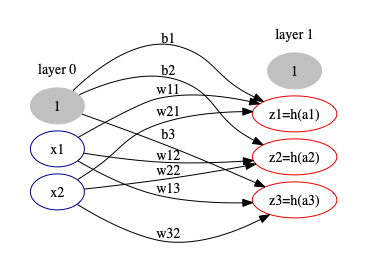 layer 0
layer 1
1
1
x1
x2
b1
b2
w11
w21
b3
w12
w22
w13
w32
z1=h(a1)
z2=h(a2)
z3=h(a3)